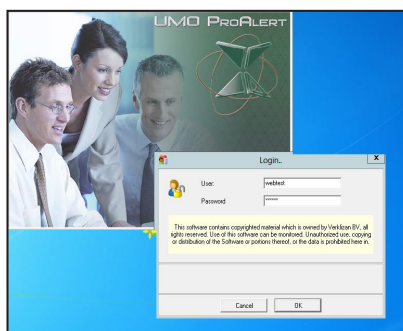 UMO PROALERT
Login..
X
User:
webtest
Password
******
This software contains copyrighted material which is owned by Verklizan BV, all
rights reserved. Use of this software can be monitored. Unauthorized use, copying
or distribution of the Software or portions thereof, or the data is prohibited here in.
Cancel
OK